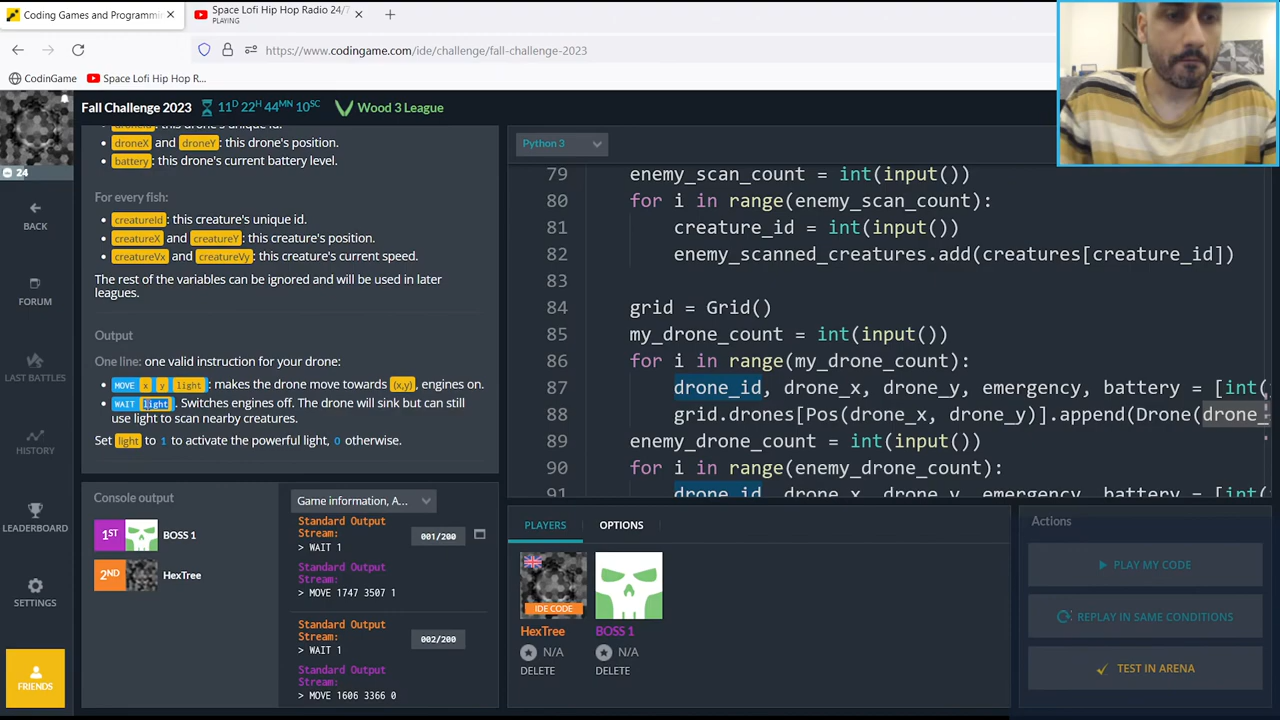 Coding Games and Programmin
Space Lofi Hip Hop Radio 24/7
PLAYING
https://www.codingame.com/ide/challenge/fall-challenge-2023
CodinGame
Space Lofi Hip Hop R...
Fall Challenge 2023
11D 22H 44MN 10SC
Wood 3 League
24
BACK
FORUM
LAST BATTLES
HISTORY
LEADERBOARD
SETTINGS
FRIENDS
: this drone's unique id.
droneX and droneY: this drone's position.
battery: this drone's current battery level.
For every fish:
creatureId: this creature's unique id.
creatureX and creatureY: this creature's position.
creatureVx and creatureVy: this creature's current speed.
The rest of the variables can be ignored and will be used in later
leagues.
Output
One line: one valid instruction for your drone:
MOVE x y light: makes the drone move towards (x,y), engines on.
WAIT light. Switches engines off. The drone will sink but can still
use light to scan nearby creatures.
Set light to 1 to activate the powerful light, 0 otherwise.
Python 3
79 enemy_scan_count = int(input())
80 for i in range(enemy_scan_count):
81 creature_id = int(input())
82 enemy_scanned_creatures.add(creatures[creature_id])
83
84 grid = Grid()
85 my_drone_count = int(input())
86 for i in range(my_drone_count):
87 drone_id, drone_x, drone_y, emergency, battery = [int(
88 grid.drones[Pos(drone_x, drone_y)].append(Drone(drone_
89 enemy_drone_count = int(input())
90 for i in range(enemy_drone_count):
91 drone_id, drone_x, drone_y, emergency, battery = [int(
Console output
Game information, A...
1ST BOSS 1
2ND HexTree
Standard Output
Stream:
> WAIT 1
001/200
Standard Output
Stream:
> MOVE 1747 3507 1
Standard Output
Stream:
> WAIT 1
002/200
Standard Output
Stream:
> MOVE 1606 3366 0
PLAYERS
OPTIONS
IDE CODE
HexTree
N/A
DELETE
BOSS 1
N/A
DELETE
Actions
PLAY MY CODE
REPLAY IN SAME CONDITIONS
TEST IN ARENA